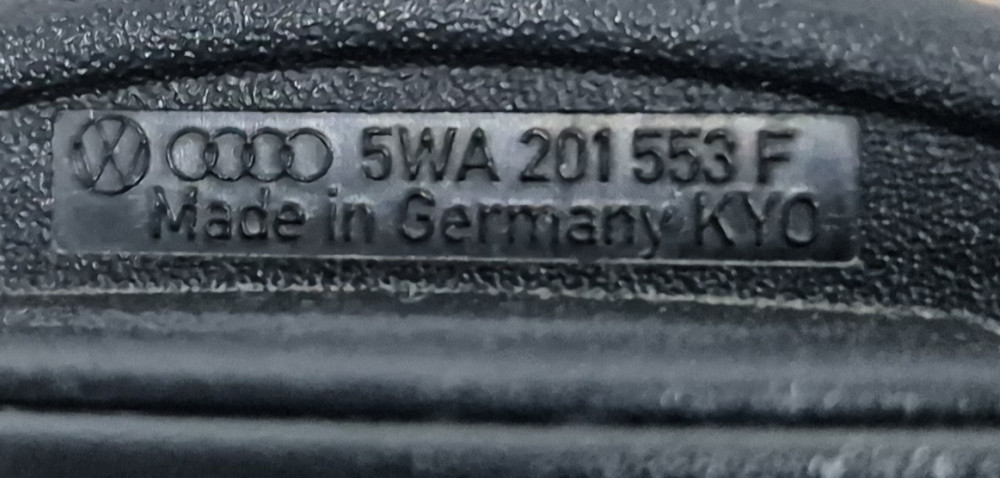 5WA 201 553 F
Made in Germany KYO